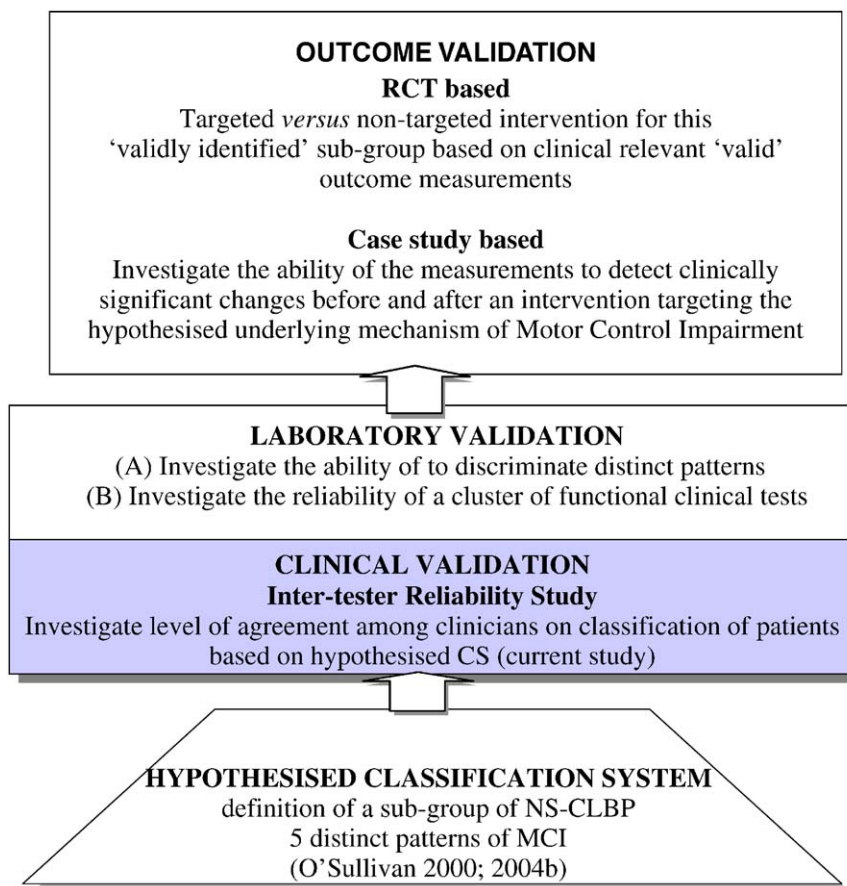 OUTCOME VALIDATION
RCT based
Targeted versus non-targeted intervention for this
‘validly identified’ sub-group based on clinical relevant ‘valid’
outcome measurements
Case study based
Investigate the ability of the measurements to detect clinically
significant changes before and after an intervention targeting the
hypothesised underlying mechanism of Motor Control Impairment
LABORATORY VALIDATION
(A) Investigate the ability of to discriminate distinct patterns
(B) Investigate the reliability of a cluster of functional clinical tests
CLINICAL VALIDATION
Inter-tester Reliability Study
Investigate level of agreement among clinicians on classification of patients
based on hypothesised CS (current study)
HYPOTHESISED CLASSIFICATION SYSTEM
definition of a sub-group of NS-CLBP
5 distinct patterns of MCI
(O’Sullivan 2000; 2004b)